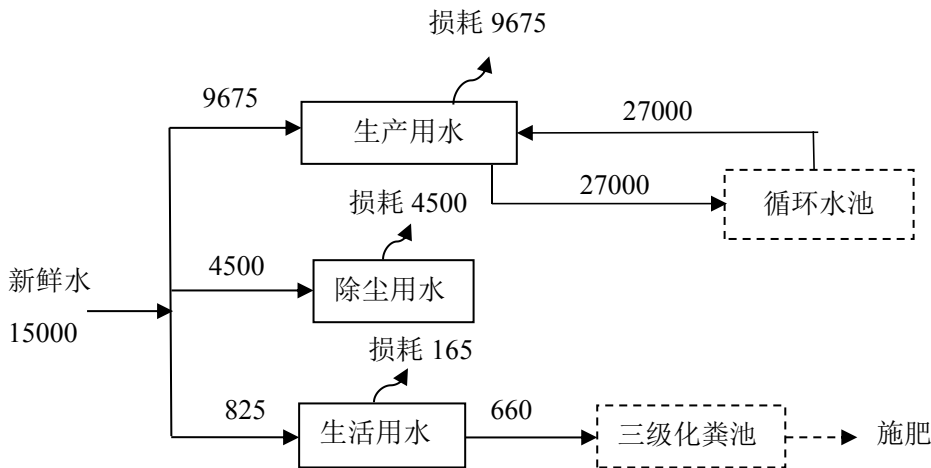 损耗 9675
9675
生产用水
27000
27000
循环水池
损耗 4500
新鲜水
15000
4500
除尘用水
损耗 165
825
生活用水
660
三级化粪池
施肥